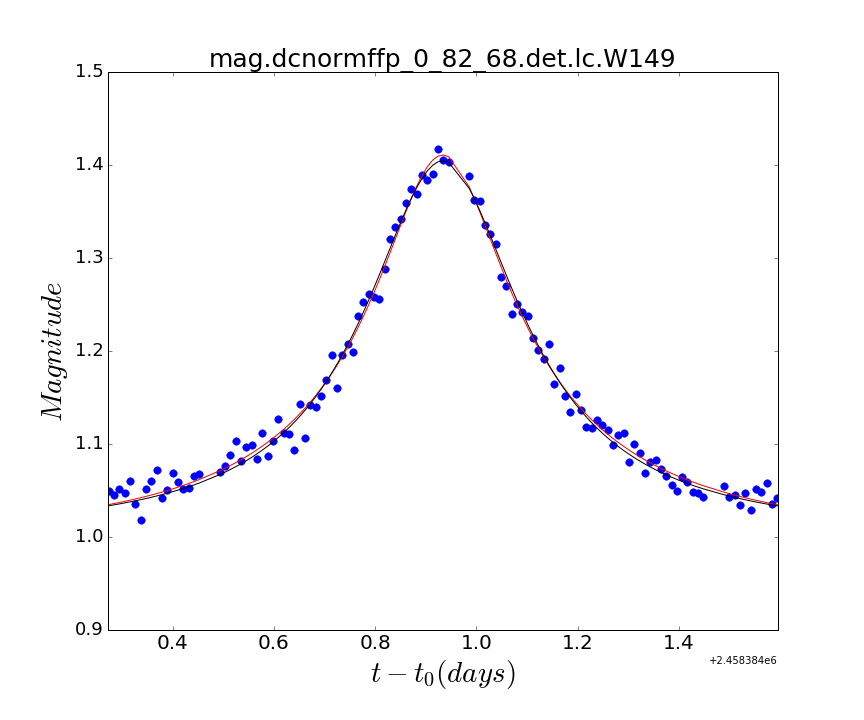 mag.dcnormffp_0_82_68.det.lc.W149
1.5
1.4
1.3
1.2
1.1
1.0
0.9
Magnitude
0.4 0.6 0.8 1.0 1.2 1.4
+2.458384e6
t − t₀(days)